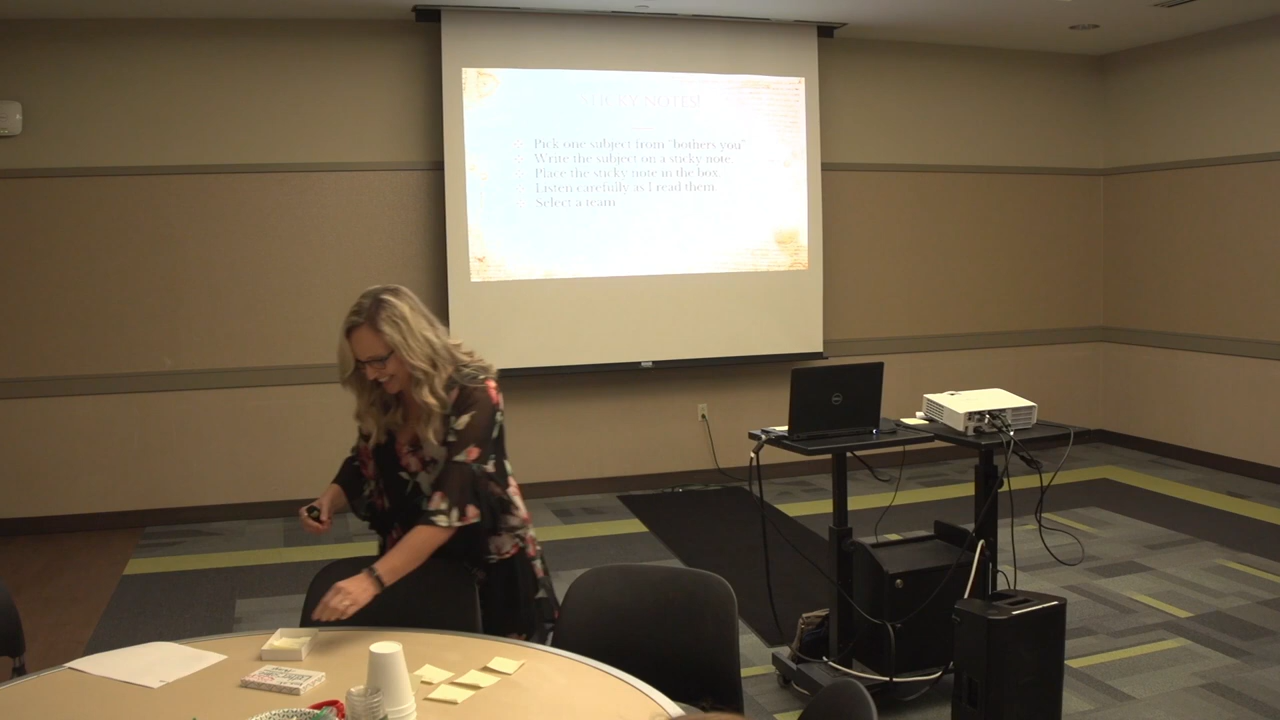 STICKY NOTES!
Pick one subject from "bothers you"
Write the subject on a sticky note
Place the sticky note in the box.
Listen carefully as I read them.
Select a team
DELL